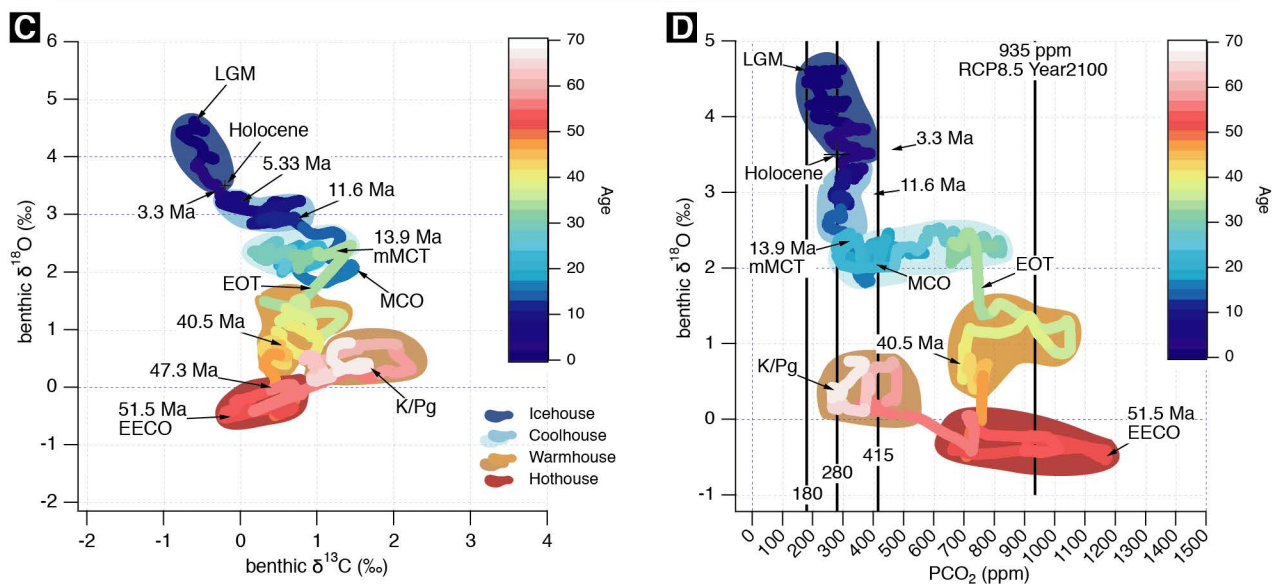 C
6
5
4
3
2
1
0
-1
-2
benthic δ18O (‰)
LGM
Holocene
5.33 Ma
11.6 Ma
3.3 Ma
13.9 Ma
mMCT
EOT
MCO
40.5 Ma
47.3 Ma
51.5 Ma
EECO
K/Pg
Icehouse
Coolhouse
Warmhouse
Hothouse
-2
-1
0
1
2
3
4
benthic δ13C (‰)
70
60
50
40
30
20
10
0
Age
D
5
4
3
2
1
0
-1
benthic δ18O (‰)
935 ppm
RCP8.5 Year2100
LGM
3.3 Ma
Holocene
11.6 Ma
13.9 Ma
mMCT
EOT
MCO
40.5 Ma
K/Pg
51.5 Ma
EECO
415
280
180
0
100
200
300
400
500
600
700
800
900
1000
1100
1200
1300
1400
1500
PCO2 (ppm)
70
60
50
40
30
20
10
0
Age